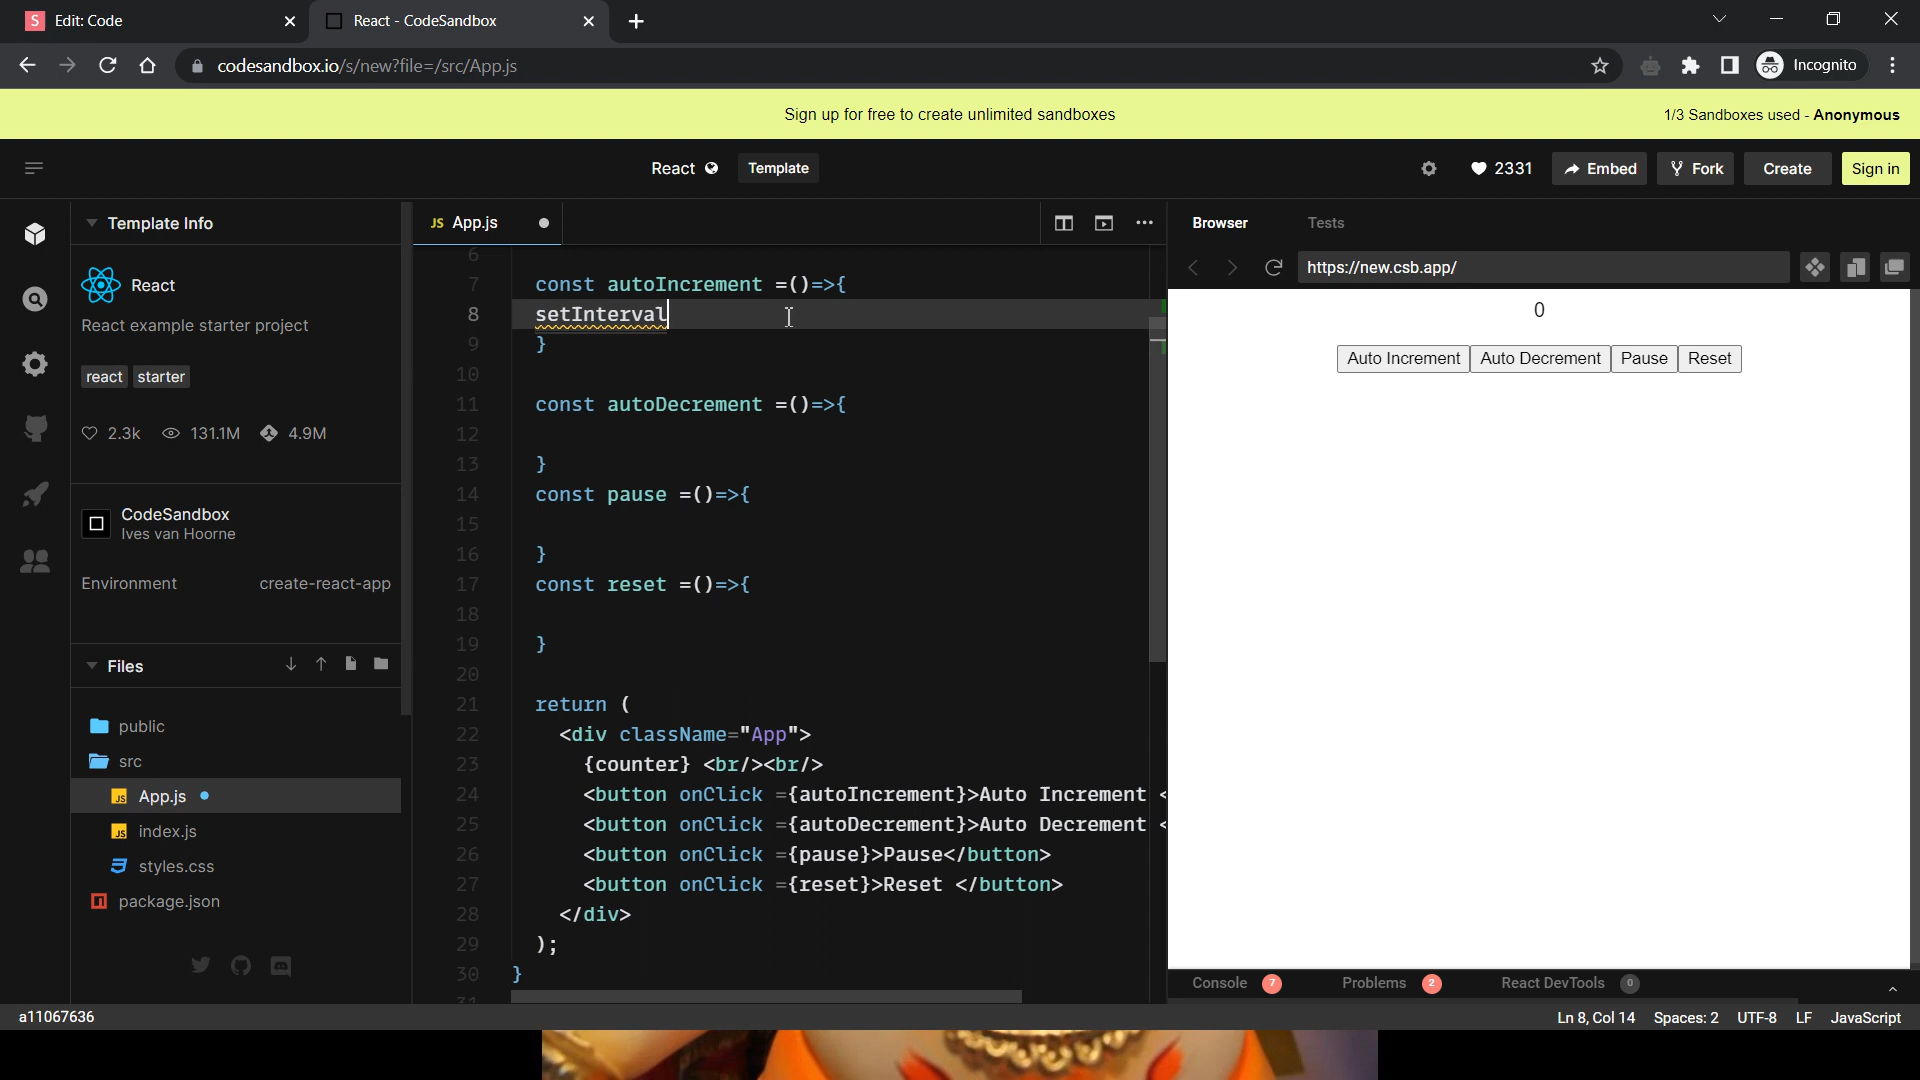 S Edit: Code
React - CodeSandbox
codesandbox.io/s/new?file=/src/App.js
Incognito
Sign up for free to create unlimited sandboxes
1/3 Sandboxes used - Anonymous
React
Template
2331
Embed
Fork
Create
Sign in
Template Info
React
React example starter project
react starter
2.3k 131.1M 4.9M
CodeSandbox
Ives van Hoorne
Environment create-react-app
Files
public
src
JS App.js
JS index.js
styles.css
package.json
JS App.js
6
7 const autoIncrement =()=>{
8 setInterval
9 }
10
11 const autoDecrement =()=>{
12
13 }
14 const pause =()=>{
15
16 }
17 const reset =()=>{
18
19 }
20
21 return (
22 <div className="App">
23 {counter} <br/><br/>
24 <button onClick ={autoIncrement}>Auto Increment <
25 <button onClick ={autoDecrement}>Auto Decrement <
26 <button onClick ={pause}>Pause</button>
27 <button onClick ={reset}>Reset </button>
28 </div>
29 );
30 }
31
Browser Tests
https://new.csb.app/
0
Auto Increment Auto Decrement Pause Reset
Console 7 Problems 2 React DevTools 0
a11067636
Ln 8, Col 14 Spaces: 2 UTF-8 LF JavaScript